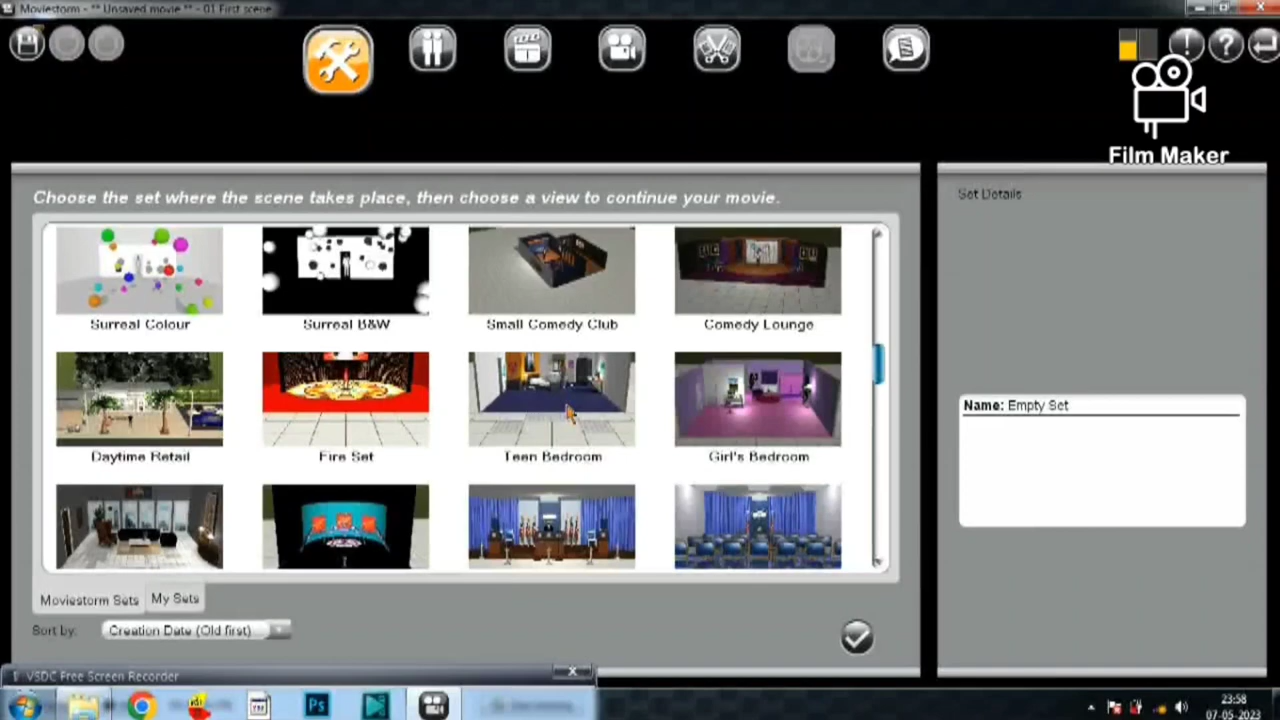 Moviestorm - ** Unsaved movie ** - 01 First scene
Film Maker
Choose the set where the scene takes place, then choose a view to continue your movie.
Set Details
Surreal Colour
Surreal B&W
Small Comedy Club
Comedy Lounge
Name: Empty Set
Daytime Retail
Fire Set
Teen Bedroom
Girl's Bedroom
Moviestorm Sets
My Sets
Sort by:
Creation Date (Old first)
VSDC Free Screen Recorder
Ps
23:58
07-05-2023